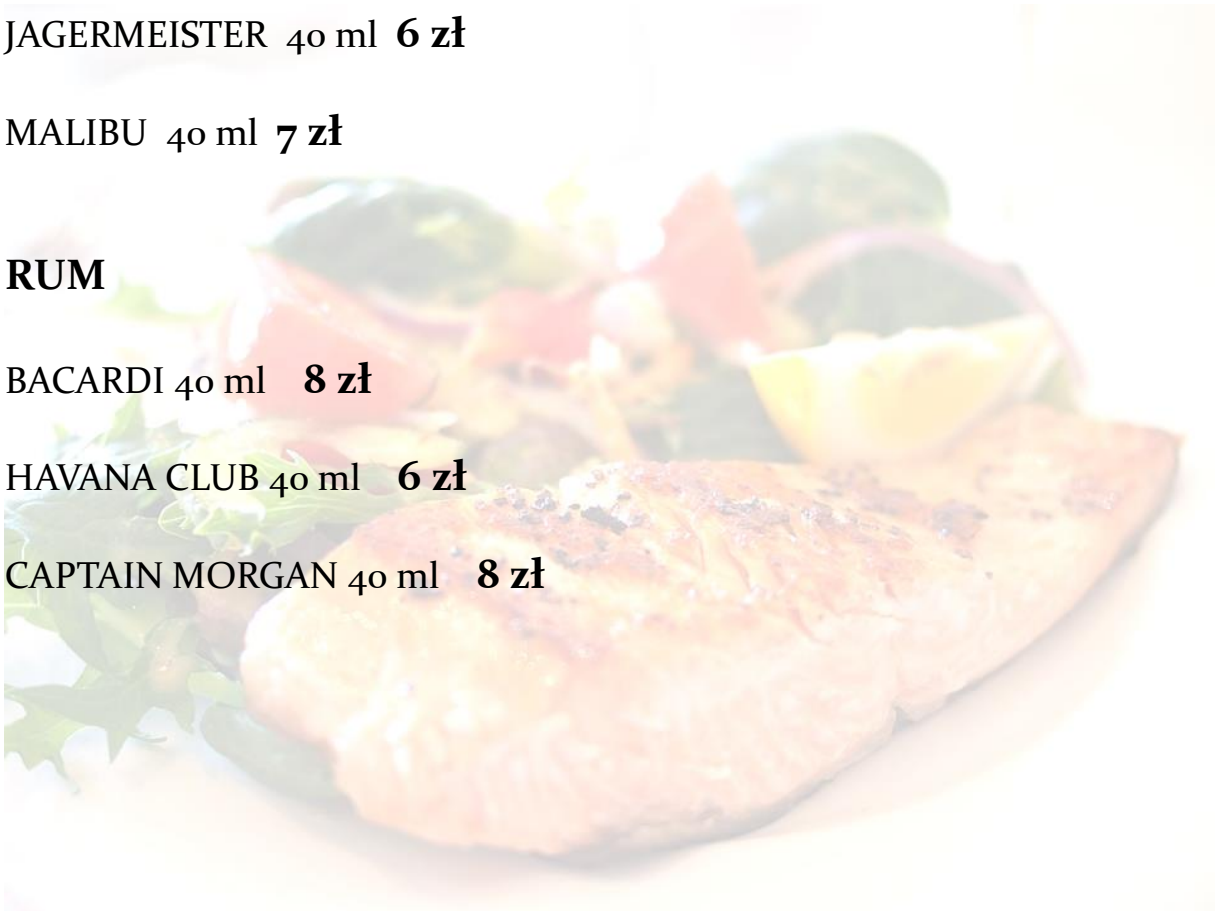 JAGERMEISTER 40 ml 6 zł
MALIBU 40 ml 7 zł
RUM
BACARDI 40 ml 8 zł
HAVANA CLUB 40 ml 6 zł
CAPTAIN MORGAN 40 ml 8 zł